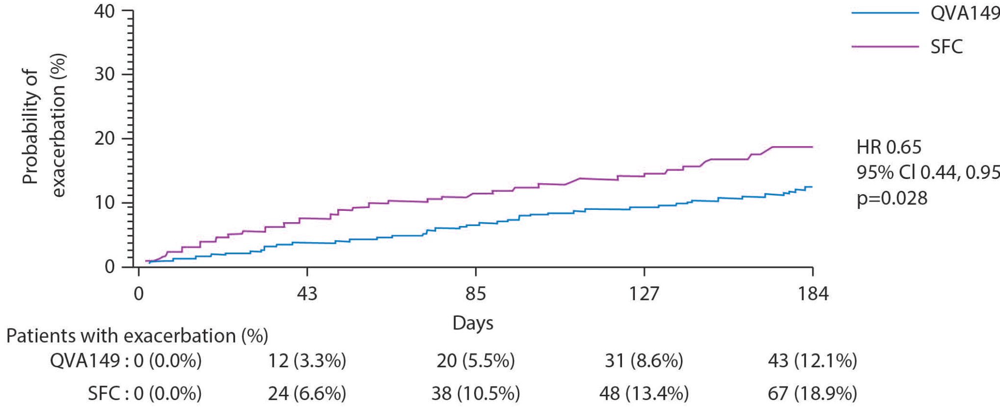 40
30
20
10
0
Probability of
exacerbation (%)
QVA149
SFC
HR 0.65
95% Cl 0.44, 0.95
p=0.028
0 43 85 127 184
Days
Patients with exacerbation (%)
QVA149 : 0 (0.0%) 12 (3.3%) 20 (5.5%) 31 (8.6%) 43 (12.1%)
SFC : 0 (0.0%) 24 (6.6%) 38 (10.5%) 48 (13.4%) 67 (18.9%)